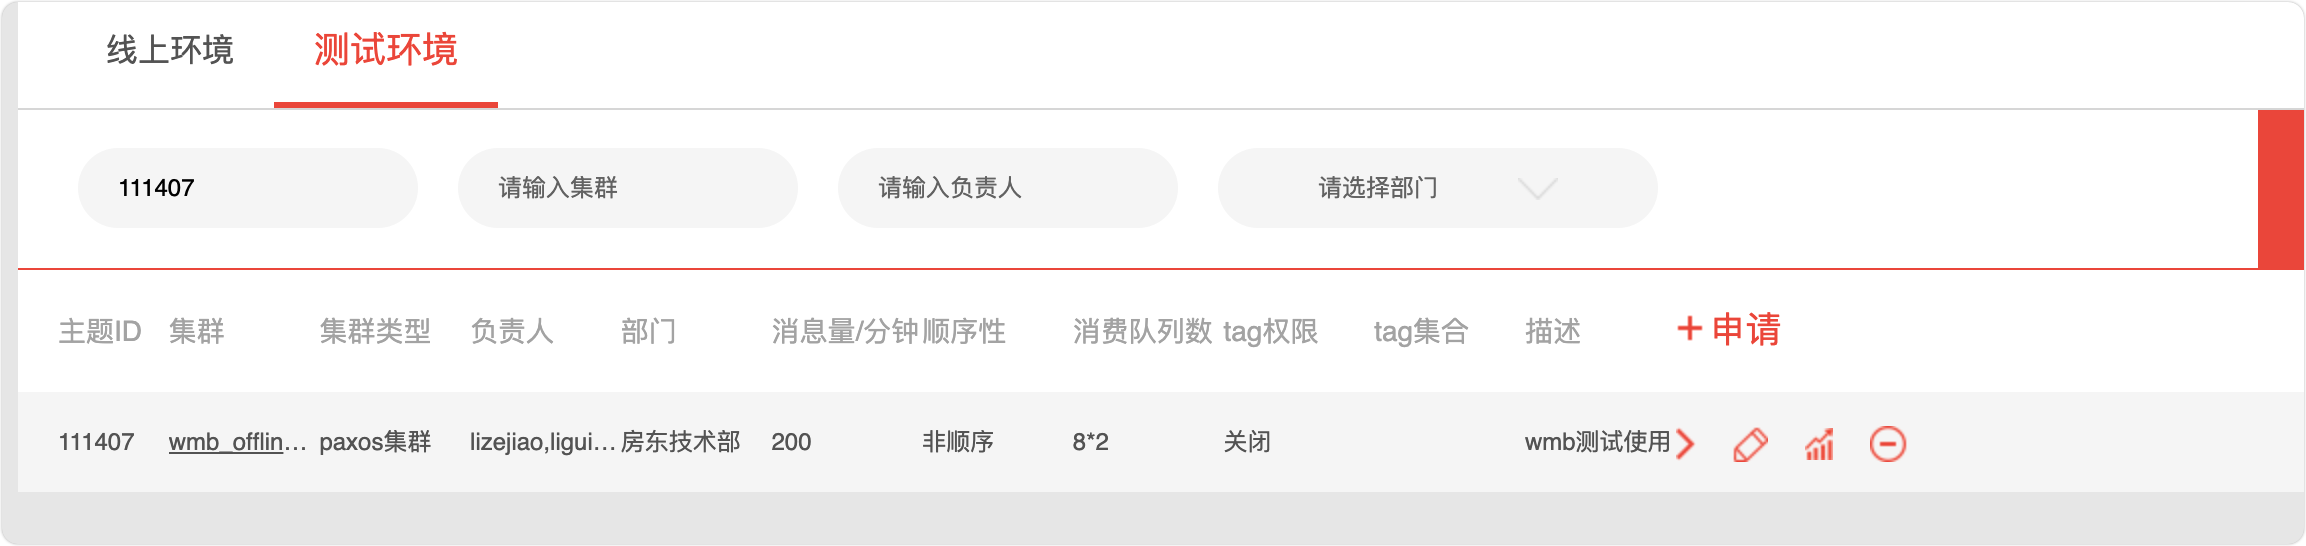 线上环境 测试环境
111407 请输入集群 请输入负责人 请选择部门
主题ID 集群 集群类型 负责人 部门 消息量/分钟 顺序性 消费队列数 tag权限 tag集合 描述 +申请
111407 wmb_offlin... paxos集群 lizejiao,ligui... 房东技术部 200 非顺序 8*2 关闭 wmb测试使用